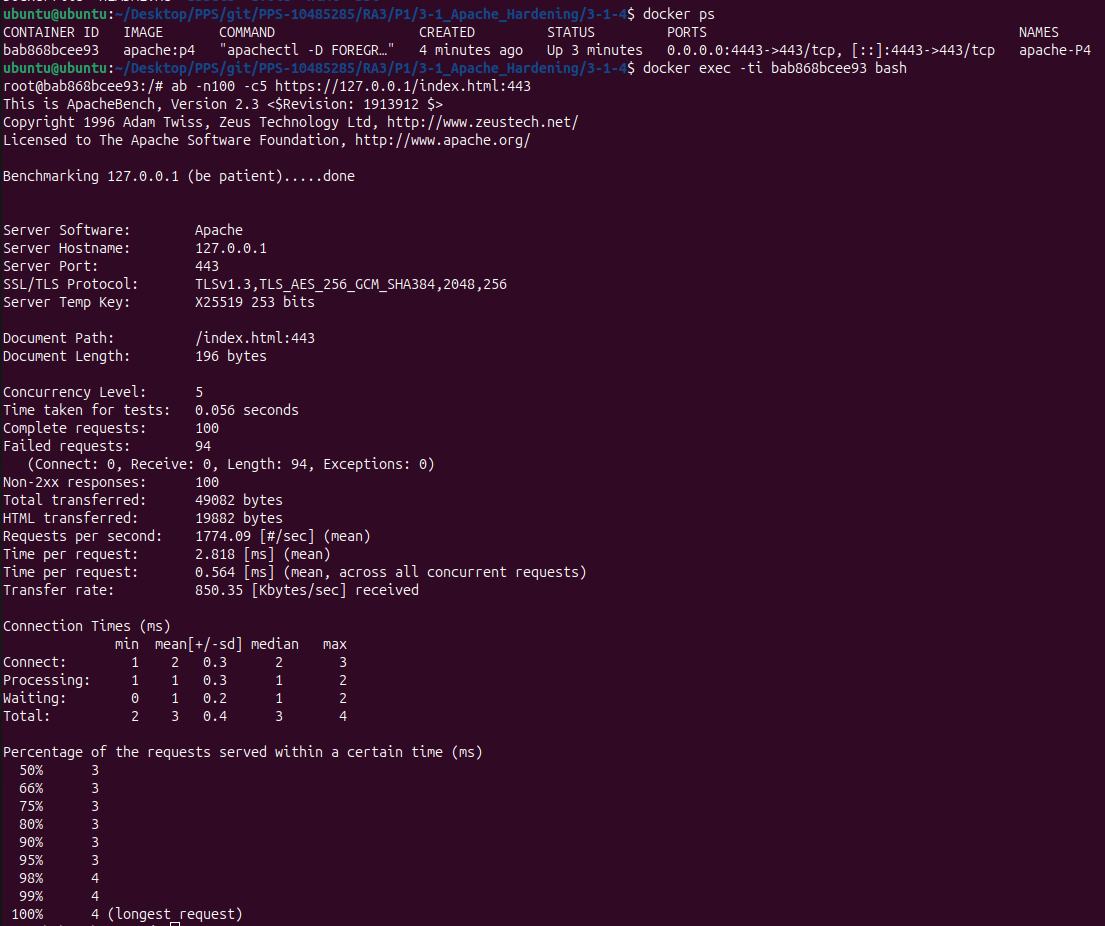 ubuntu@ubuntu:~/Desktop/PPS/git/PPS-10485285/RA3/P1/3-1_Apache_Hardening/3-1-4$ docker ps
CONTAINER ID   IMAGE       COMMAND                  CREATED         STATUS         PORTS                                     NAMES
bab868bcee93   apache:p4   "apachectl -D FOREGR…"   4 minutes ago   Up 3 minutes   0.0.0.0:4443->443/tcp, [::]:4443->443/tcp   apache-P4
ubuntu@ubuntu:~/Desktop/PPS/git/PPS-10485285/RA3/P1/3-1_Apache_Hardening/3-1-4$ docker exec -ti bab868bcee93 bash
root@bab868bcee93:/# ab -n100 -c5 https://127.0.0.1/index.html:443
This is ApacheBench, Version 2.3 <$Revision: 1913912 $>
Copyright 1996 Adam Twiss, Zeus Technology Ltd, http://www.zeustech.net/
Licensed to The Apache Software Foundation, http://www.apache.org/
Benchmarking 127.0.0.1 (be patient).....done
Server Software:        Apache
Server Hostname:        127.0.0.1
Server Port:            443
SSL/TLS Protocol:       TLSv1.3,TLS_AES_256_GCM_SHA384,2048,256
Server Temp Key:        X25519 253 bits
Document Path:          /index.html:443
Document Length:        196 bytes
Concurrency Level:      5
Time taken for tests:   0.056 seconds
Complete requests:      100
Failed requests:        94
   (Connect: 0, Receive: 0, Length: 94, Exceptions: 0)
Non-2xx responses:      100
Total transferred:      49082 bytes
HTML transferred:       19882 bytes
Requests per second:    1774.09 [#/sec] (mean)
Time per request:       2.818 [ms] (mean)
Time per request:       0.564 [ms] (mean, across all concurrent requests)
Transfer rate:          850.35 [Kbytes/sec] received
Connection Times (ms)
              min  mean[+/-sd] median   max
Connect:        1    2   0.3      2       3
Processing:     1    1   0.3      1       2
Waiting:        0    1   0.2      1       2
Total:          2    3   0.4      3       4
Percentage of the requests served within a certain time (ms)
  50%      3
  66%      3
  75%      3
  80%      3
  90%      3
  95%      3
  98%      4
  99%      4
 100%      4 (longest request)